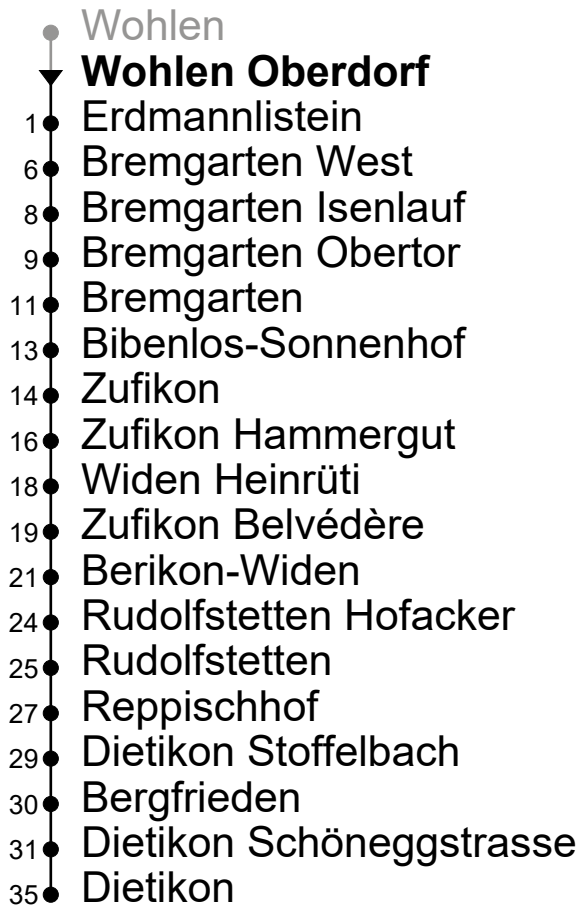 Wohlen
Wohlen Oberdorf
1 Erdmannlistein
6 Bremgarten West
8 Bremgarten Isenlauf
9 Bremgarten Obertor
11 Bremgarten
13 Bibenlos-Sonnenhof
14 Zufikon
16 Zufikon Hammergut
18 Widen Heinrüti
19 Zufikon Belvédère
21 Berikon-Widen
24 Rudolfstetten Hofacker
25 Rudolfstetten
27 Reppischhof
29 Dietikon Stoffelbach
30 Bergfrieden
31 Dietikon Schöneggstrasse
35 Dietikon